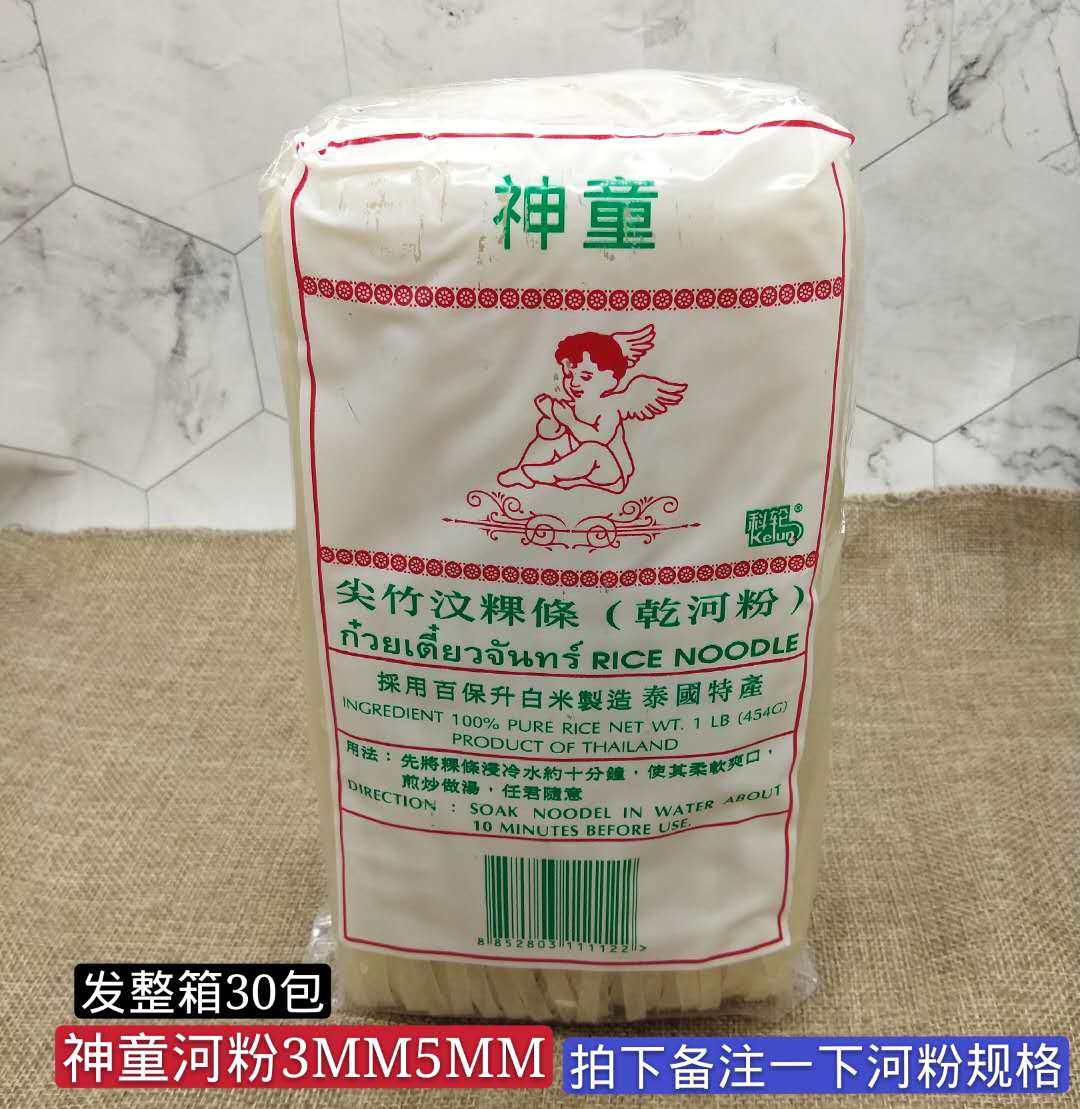 神童
科轮®
Kelun
尖竹汶粿條（乾河粉）
ก๋วยเตี๋ยวจันทร์ RICE NOODLE
採用百保升白米製造 泰國特產
INGREDIENT 100% PURE RICE NET WT. 1 LB (454G)
PRODUCT OF THAILAND
用法：先將粿條浸冷水約十分鐘，使其柔軟爽口，
煎炒做湯，任君隨意
DIRECTION : SOAK NOODEL IN WATER ABOUT
10 MINUTES BEFORE USE.
8 852803 111122 >
发整箱30包
神童河粉3MM5MM
拍下备注一下河粉规格